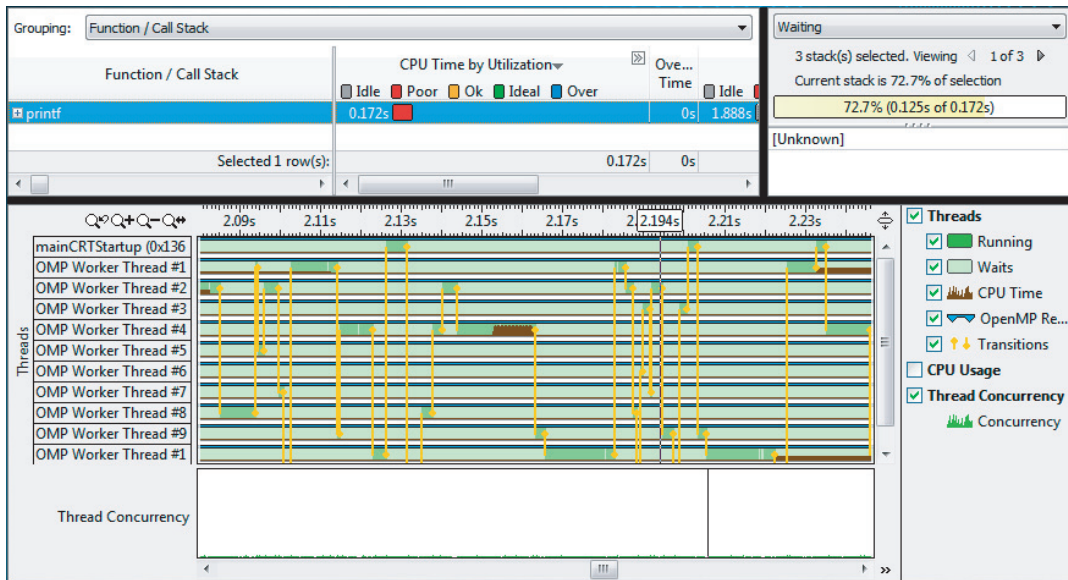 Grouping: Function / Call Stack
Function / Call Stack
CPU Time by Utilization
Idle Poor Ok Ideal Over
Ove...
Time
Idle
printf
0.172s
0s
1.888s
Selected 1 row(s):
0.172s
0s
Waiting
3 stack(s) selected. Viewing 1 of 3
Current stack is 72.7% of selection
72.7% (0.125s of 0.172s)
[Unknown]
2.09s 2.11s 2.13s 2.15s 2.17s 2.194s 2.21s 2.23s
Threads
mainCRTStartup (0x136
OMP Worker Thread #1
OMP Worker Thread #2
OMP Worker Thread #3
OMP Worker Thread #4
OMP Worker Thread #5
OMP Worker Thread #6
OMP Worker Thread #7
OMP Worker Thread #8
OMP Worker Thread #9
OMP Worker Thread #1
Thread Concurrency
Threads
Running
Waits
CPU Time
OpenMP Re...
Transitions
CPU Usage
Thread Concurrency
Concurrency